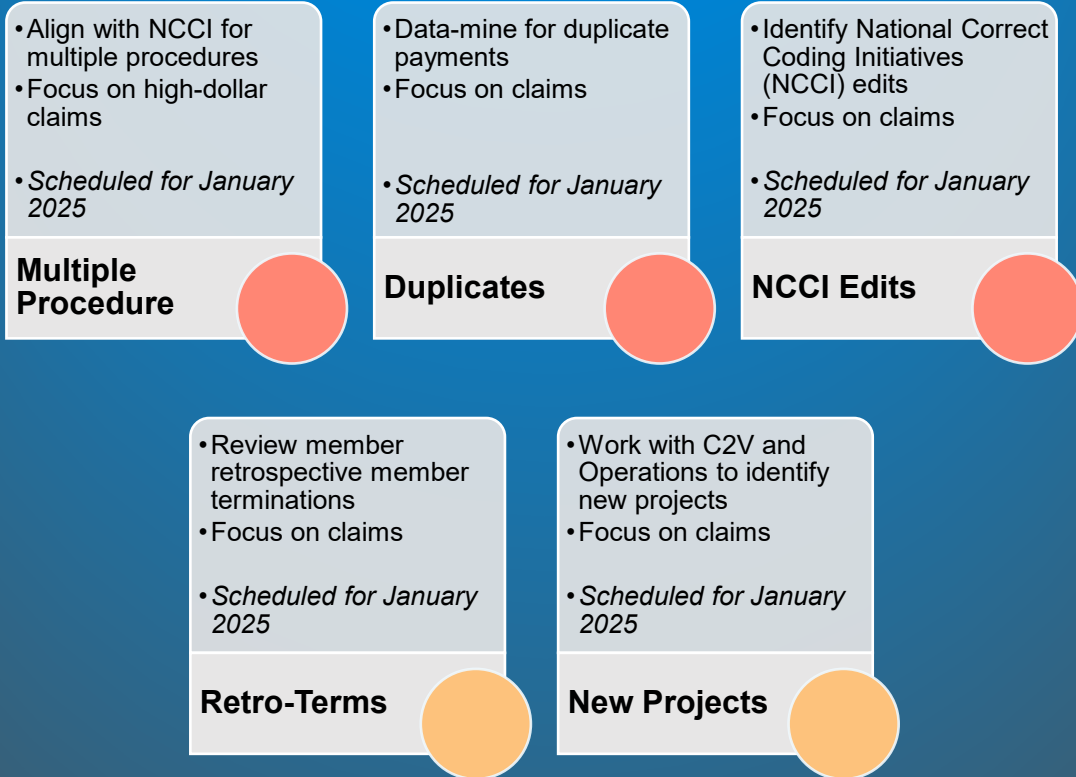 •Align with NCCI for
multiple procedures
•Focus on high-dollar
claims
•Scheduled for January
2025
Multiple
Procedure
•Data-mine for duplicate
payments
•Focus on claims
•Scheduled for January
2025
Duplicates
•Identify National Correct
Coding Initiatives
(NCCI) edits
•Focus on claims
•Scheduled for January
2025
NCCI Edits
•Review member
retrospective member
terminations
•Focus on claims
•Scheduled for January
2025
Retro-Terms
•Work with C2V and
Operations to identify
new projects
•Focus on claims
•Scheduled for January
2025
New Projects